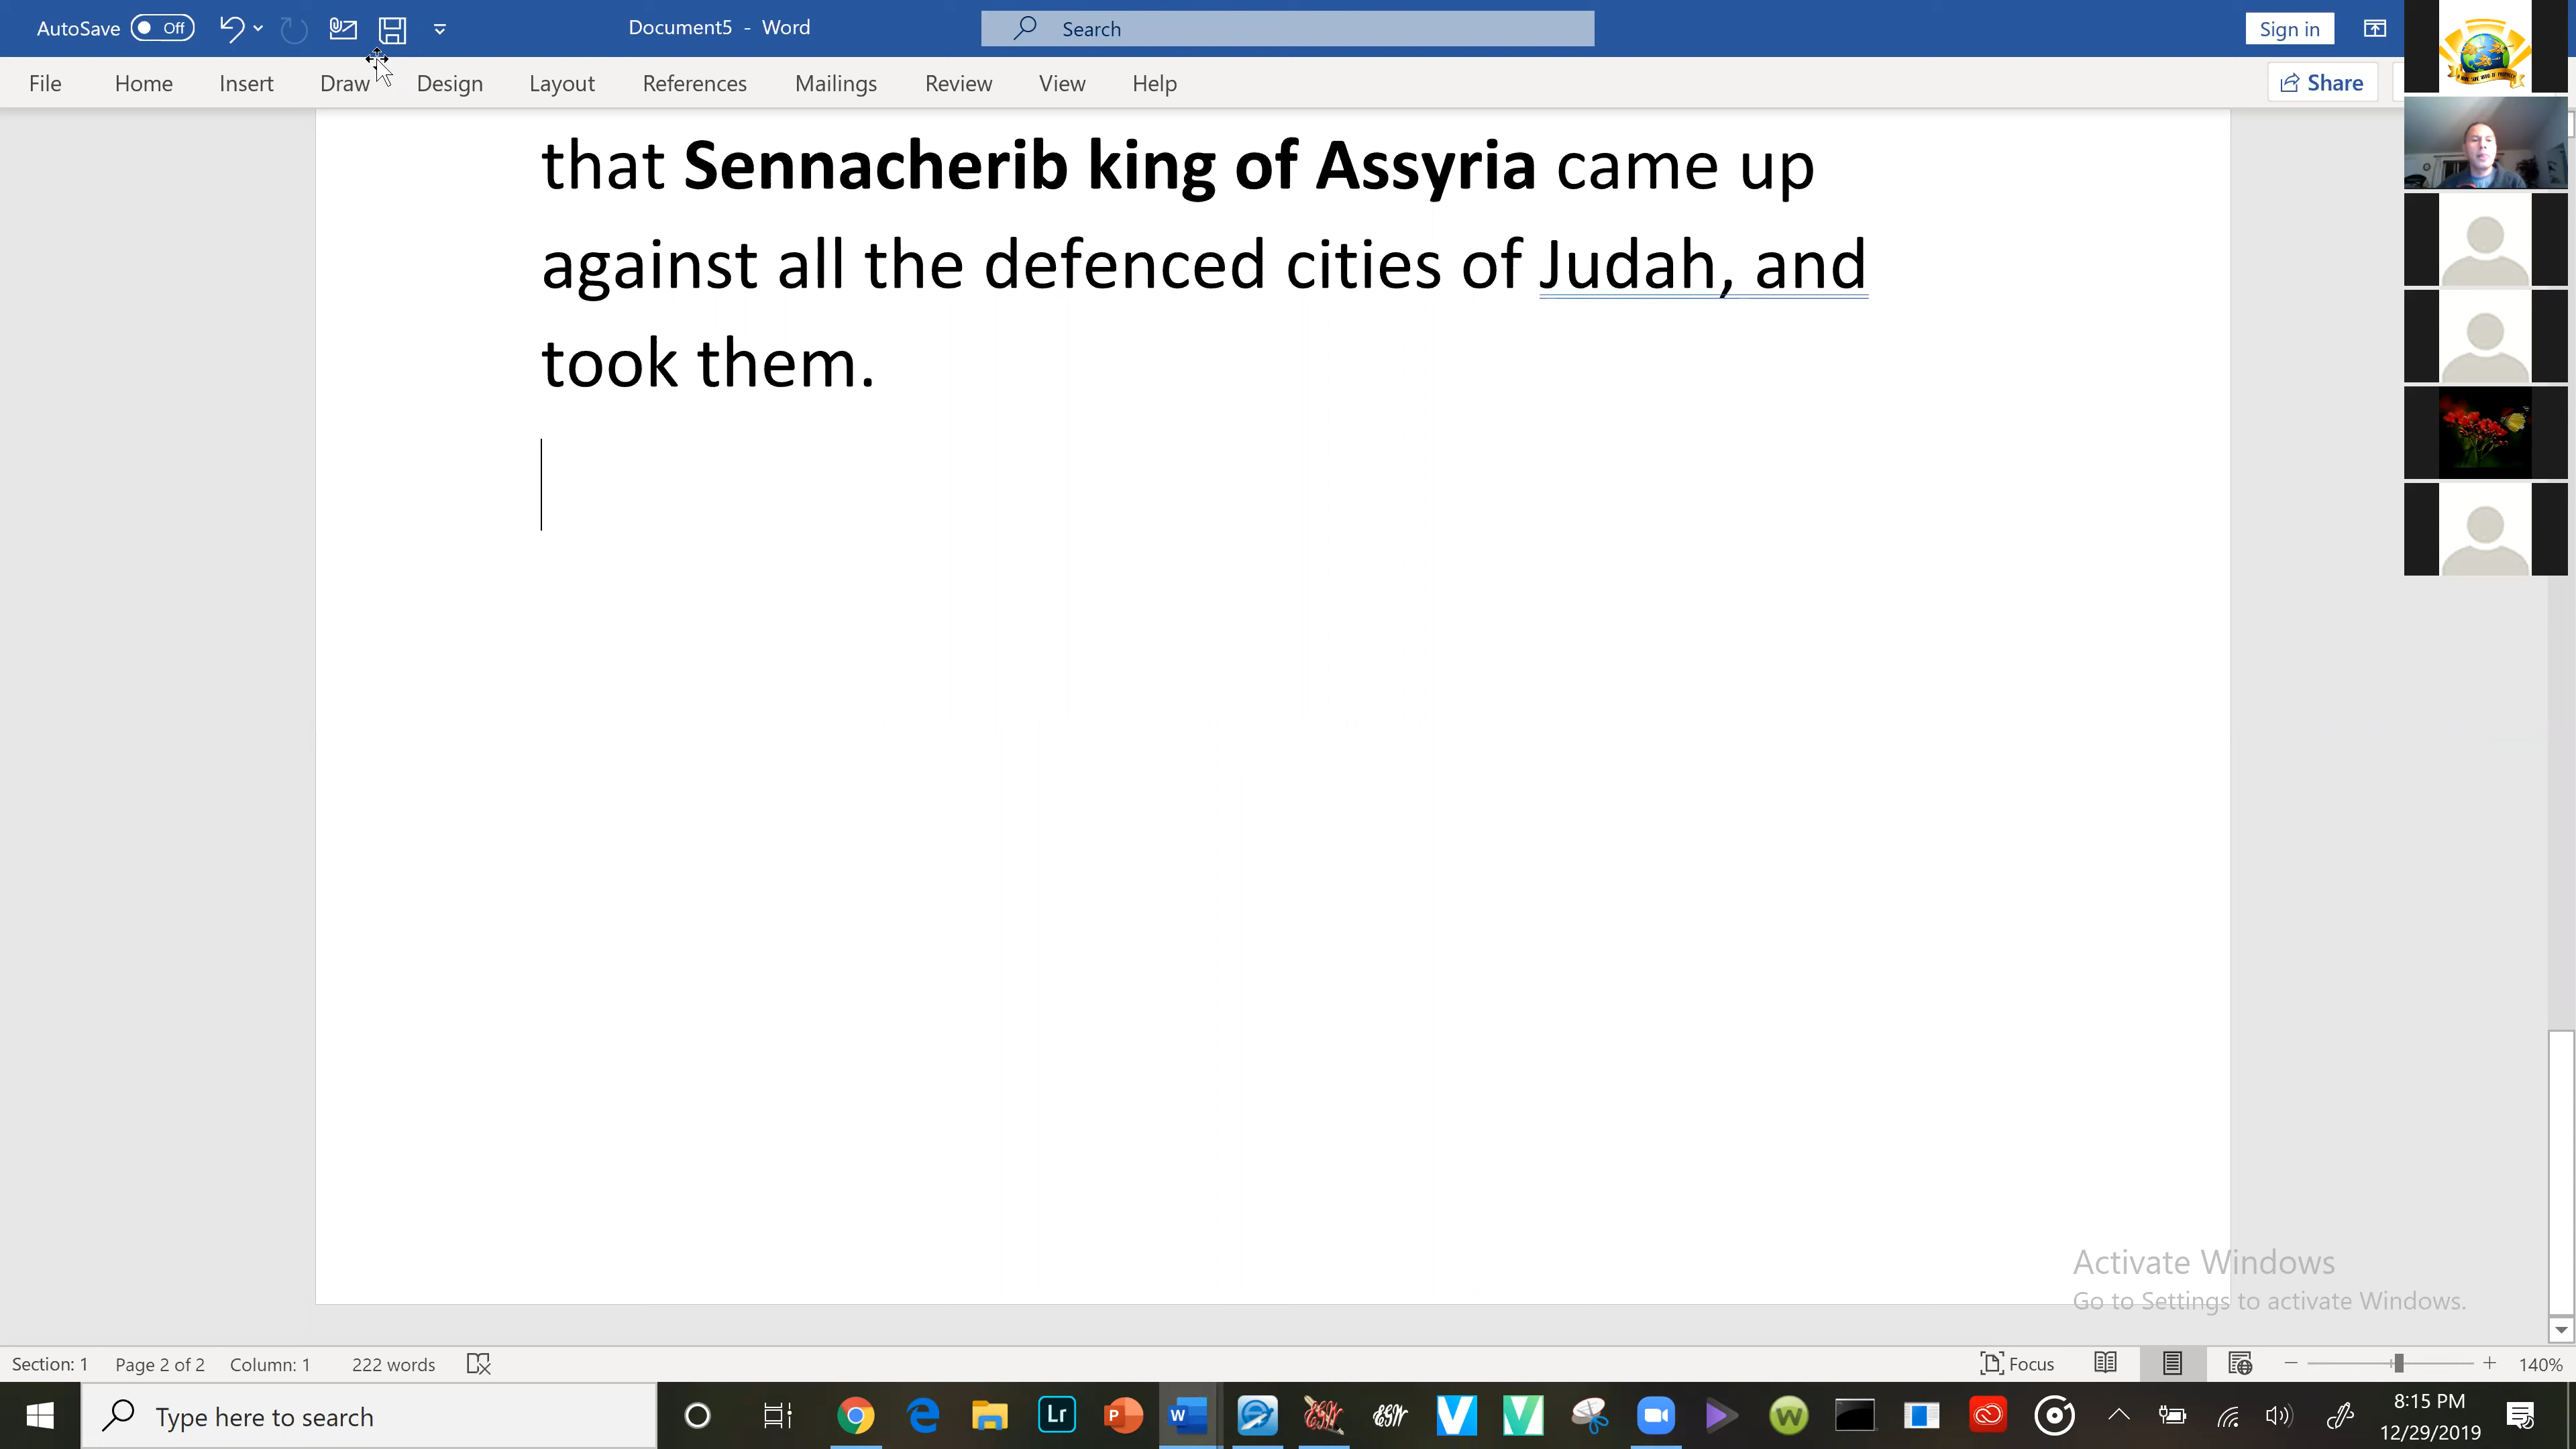 AutoSave Off Document5 - Word Search Sign in
File Home Insert Draw Design Layout References Mailings Review View Help Share
that Sennacherib king of Assyria came up
against all the defenced cities of Judah, and
took them.
Activate Windows
Go to Settings to activate Windows.
Section: 1 Page 2 of 2 Column: 1 222 words Focus 140%
Type here to search Lr P W EGW EGW V V W 8:15 PM
12/29/2019